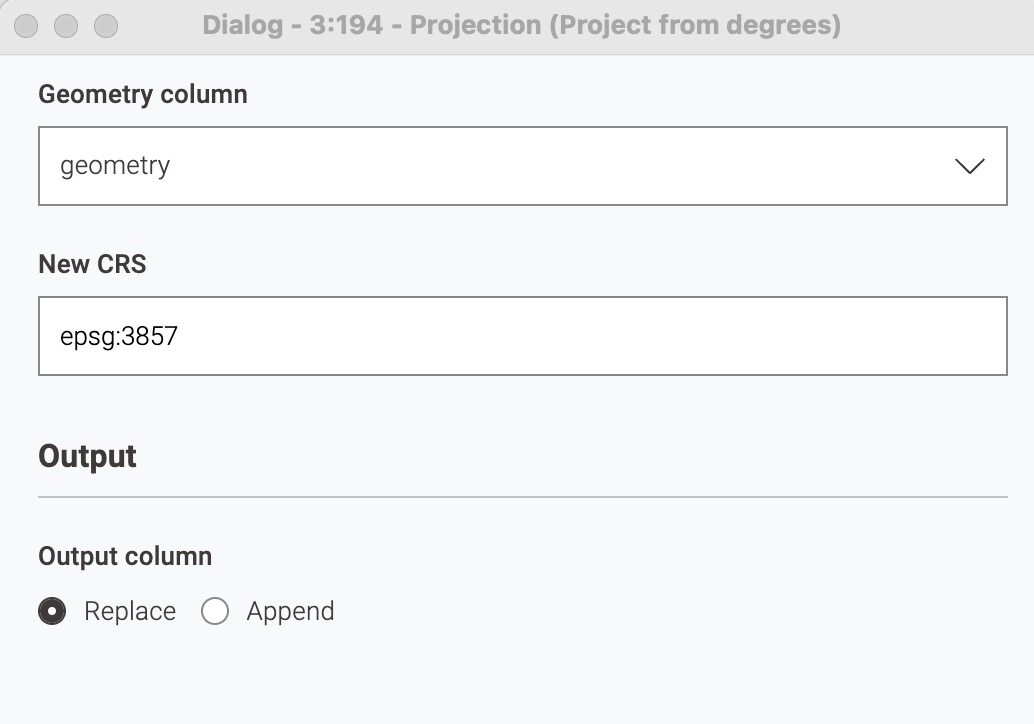 Dialog - 3:194 - Projection (Project from degrees)
Geometry column
geometry
New CRS
epsg:3857
Output
Output column
Replace Append